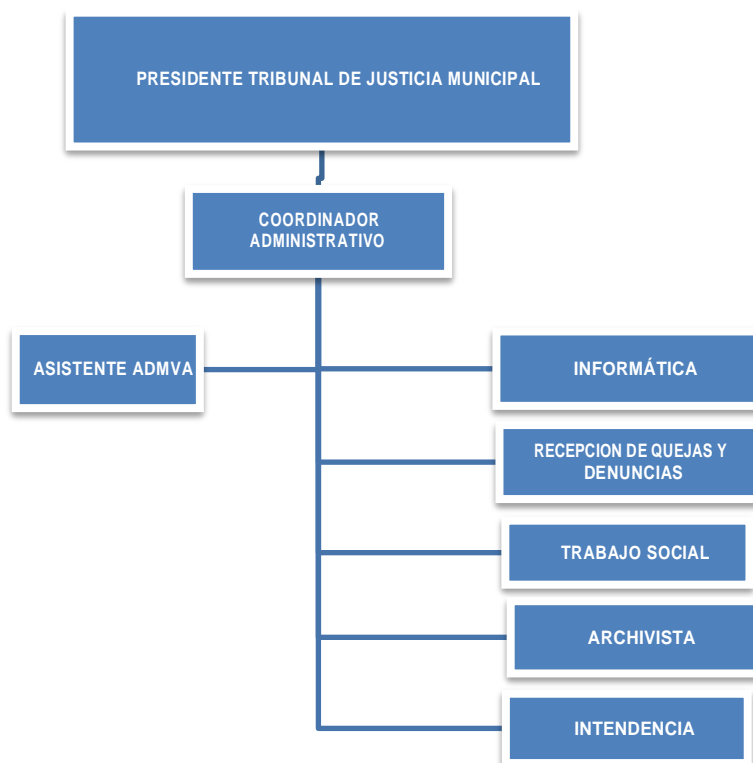 PRESIDENTE TRIBUNAL DE JUSTICIA MUNICIPAL
COORDINADOR
ADMINISTRATIVO
ASISTENTE ADMVA
INFORMÁTICA
RECEPCION DE QUEJAS Y
DENUNCIAS
TRABAJO SOCIAL
ARCHIVISTA
INTENDENCIA